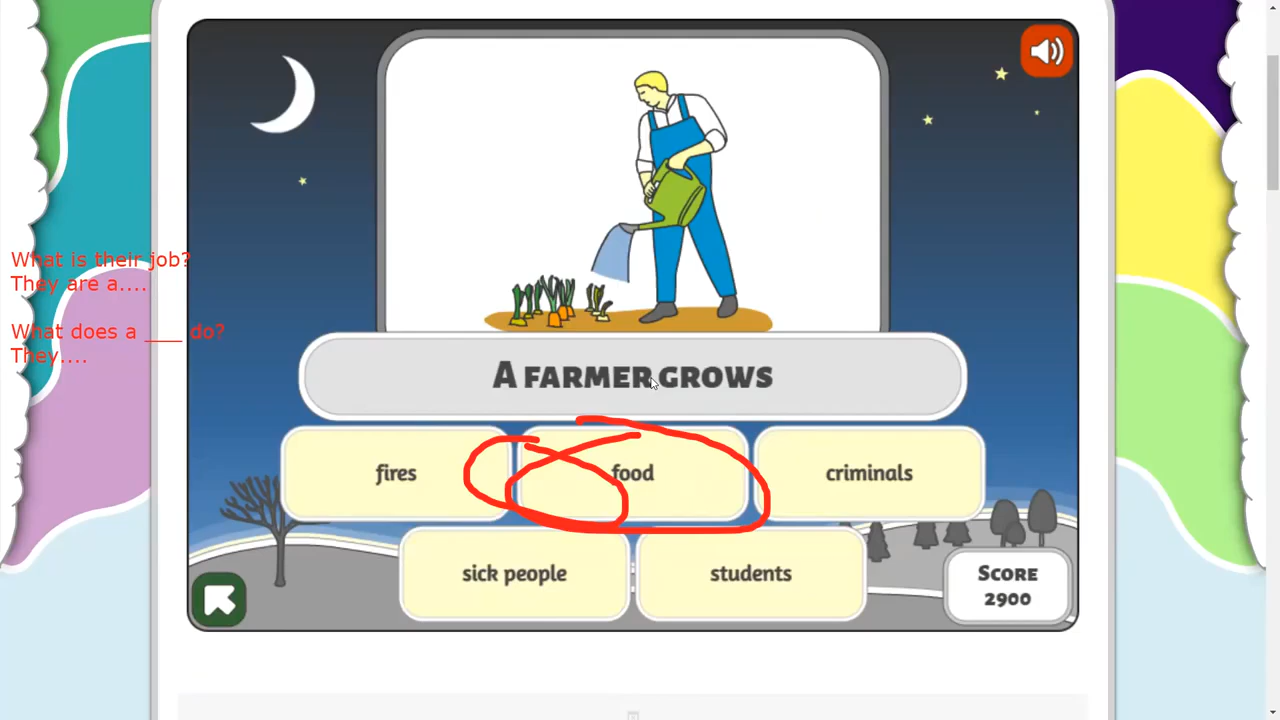 What is their job?
They are a....
What does a ____ do?
They....
A FARMER GROWS
fires
food
criminals
sick people
students
SCORE
2900